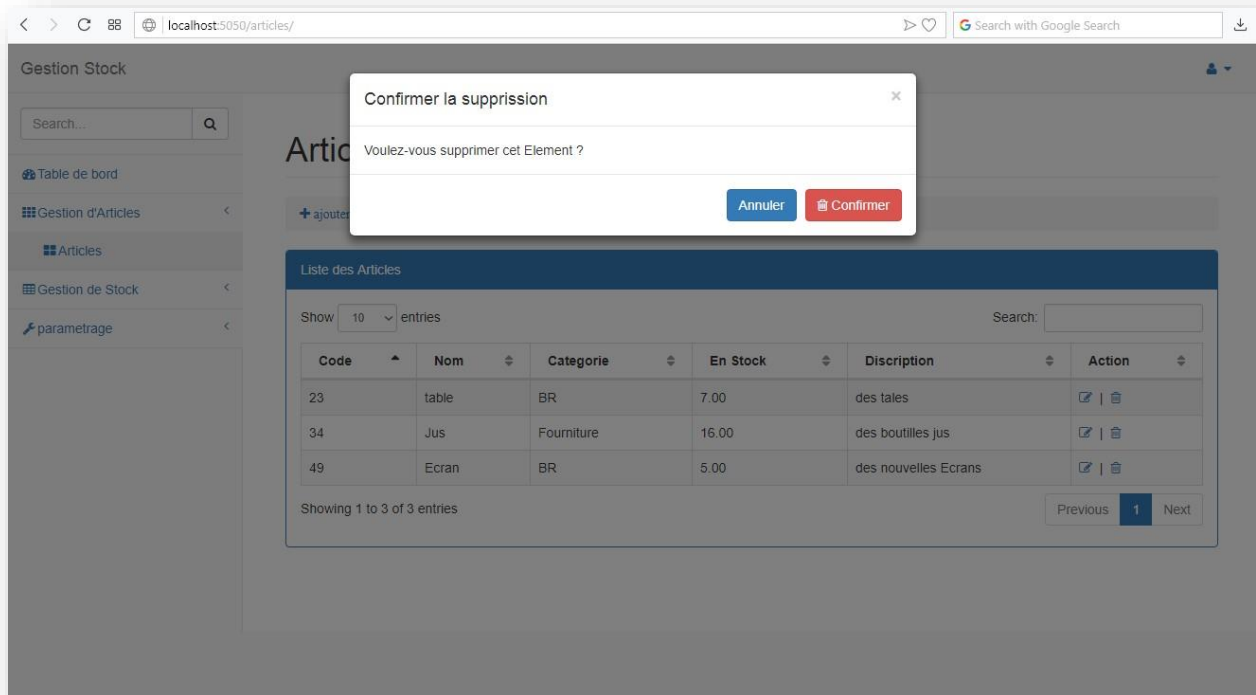 localhost:5050/articles/
Search with Google Search
Gestion Stock
Confirmer la supprission
×
Voulez-vous supprimer cet Element ?
Annuler
Confirmer
Search...
Table de bord
Gestion d'Articles
Articles
Gestion de Stock
parametrage
Artic
ajouter
Liste des Articles
Show 10 entries Search:
Code Nom Categorie En Stock Discription Action
23 table BR 7.00 des tales |
34 Jus Fourniture 16.00 des boutilles jus |
49 Ecran BR 5.00 des nouvelles Ecrans |
Showing 1 to 3 of 3 entries
Previous 1 Next